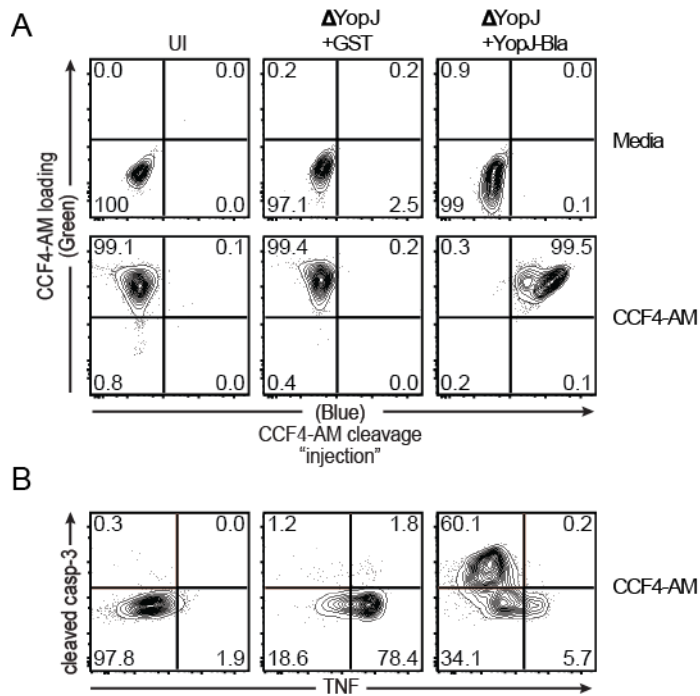 A
UI
ΔYopJ
+GST
ΔYopJ
+YopJ-Bla
CCF4-AM loading
(Green)
0.0 0.0
100 0.0
0.2 0.2
97.1 2.5
0.9 0.0
99 0.1
Media
99.1 0.1
0.8 0.0
99.4 0.2
0.4 0.0
0.3 99.5
0.2 0.1
CCF4-AM
(Blue)
CCF4-AM cleavage
"injection"
B
cleaved casp-3
0.3 0.0
97.8 1.9
1.2 1.8
18.6 78.4
60.1 0.2
34.1 5.7
CCF4-AM
TNF